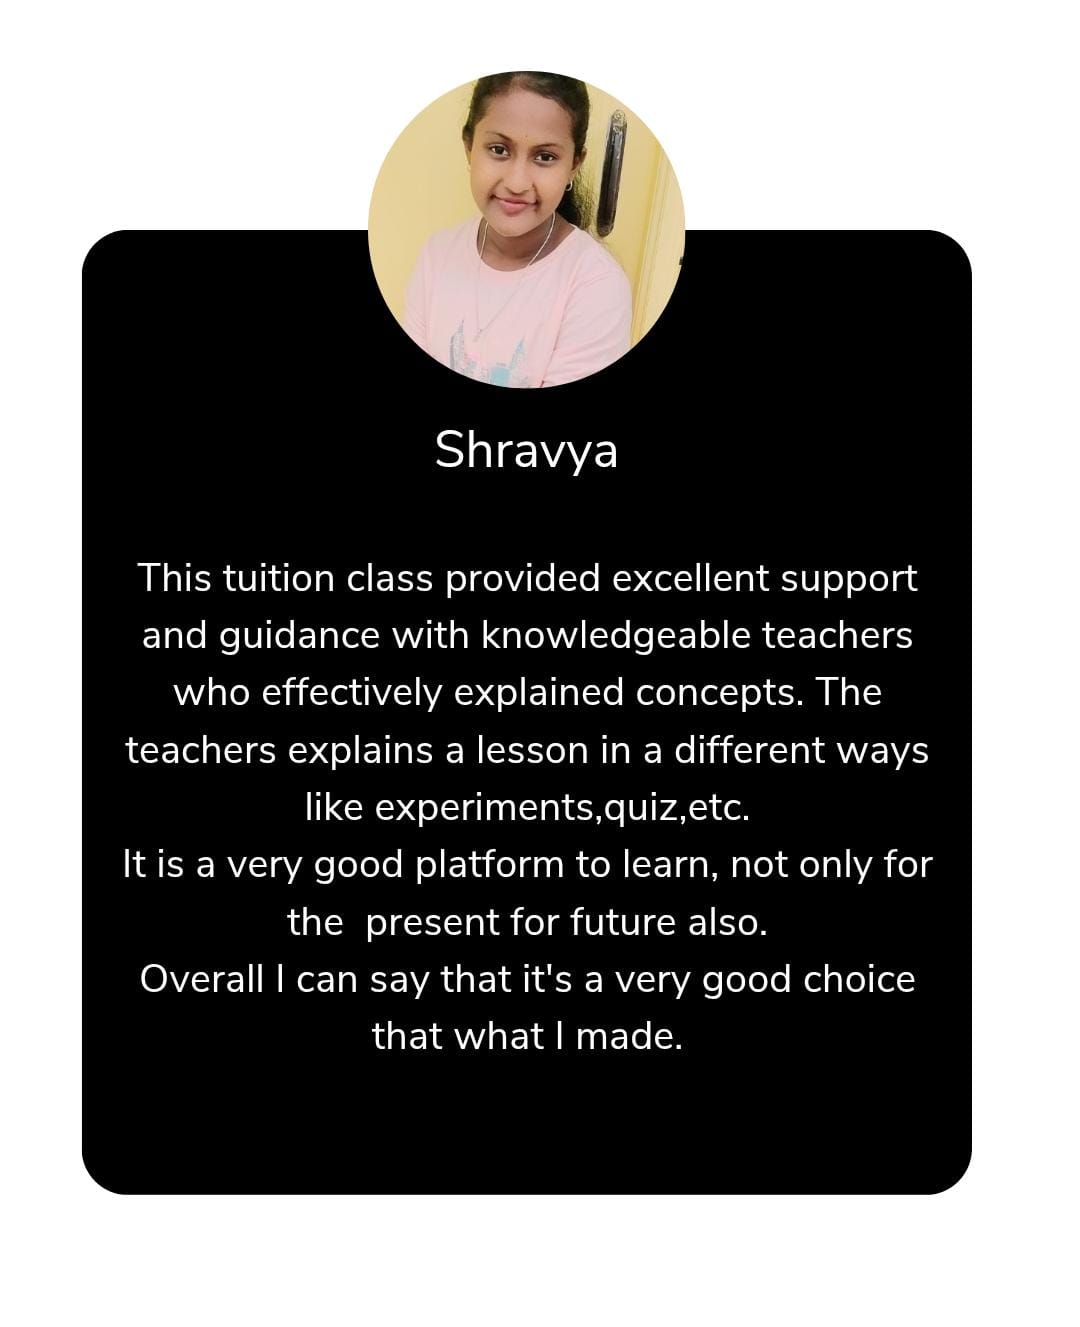 Shravya
This tuition class provided excellent support
and guidance with knowledgeable teachers
who effectively explained concepts. The
teachers explains a lesson in a different ways
like experiments,quiz,etc.
It is a very good platform to learn, not only for
the  present for future also.
Overall I can say that it's a very good choice
that what I made.